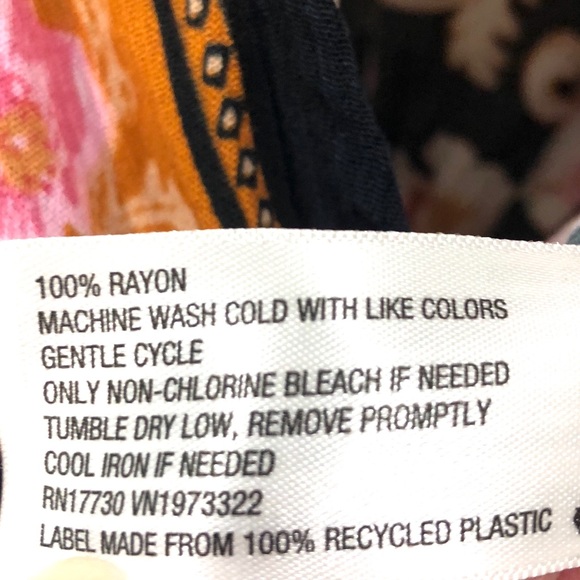 100% RAYON
MACHINE WASH COLD WITH LIKE COLORS
GENTLE CYCLE
ONLY NON-CHLORINE BLEACH IF NEEDED
TUMBLE DRY LOW, REMOVE PROMPTLY
COOL IRON IF NEEDED
RN17730 VN1973322
LABEL MADE FROM 100% RECYCLED PLASTIC